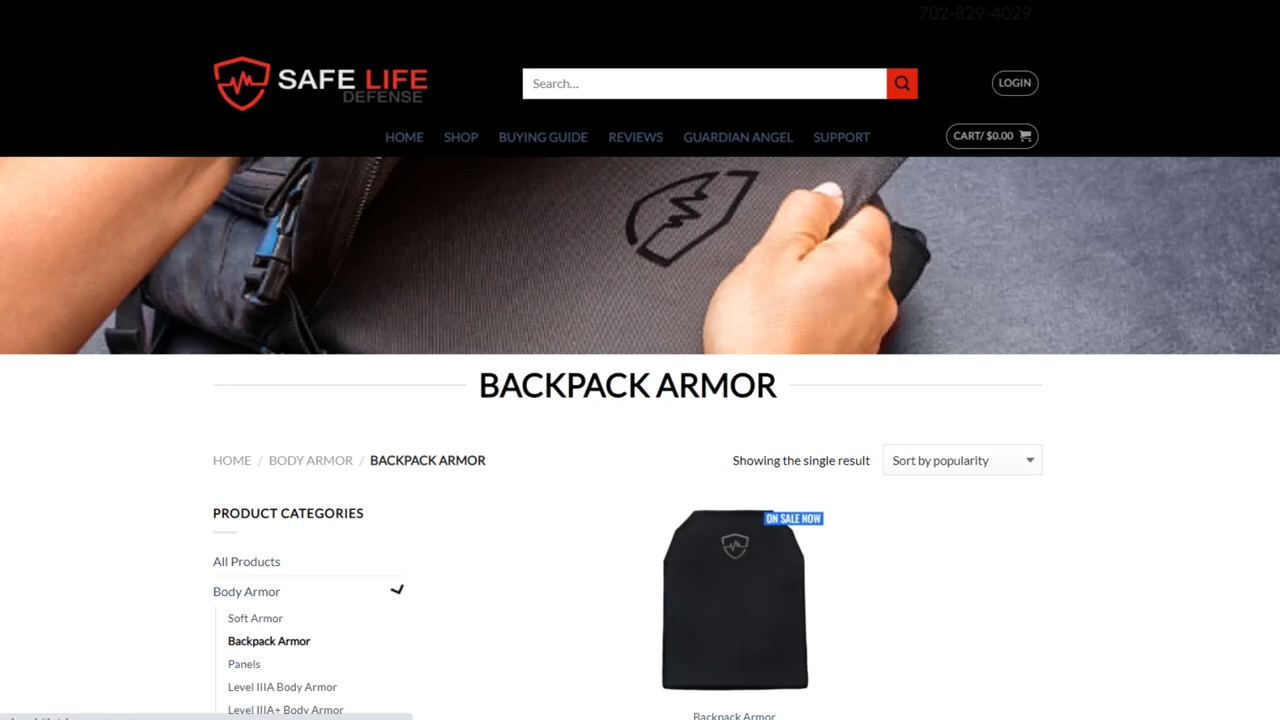 702-829-4029
SAFE LIFE
DEFENSE
Search...
LOGIN
HOME SHOP BUYING GUIDE REVIEWS GUARDIAN ANGEL SUPPORT
CART/ $0.00
BACKPACK ARMOR
HOME / BODY ARMOR / BACKPACK ARMOR
Showing the single result
Sort by popularity
PRODUCT CATEGORIES
ON SALE NOW
All Products
Body Armor
Soft Armor
Backpack Armor
Panels
Level IIIA Body Armor
Level IIIA+ Body Armor
Backpack Armor